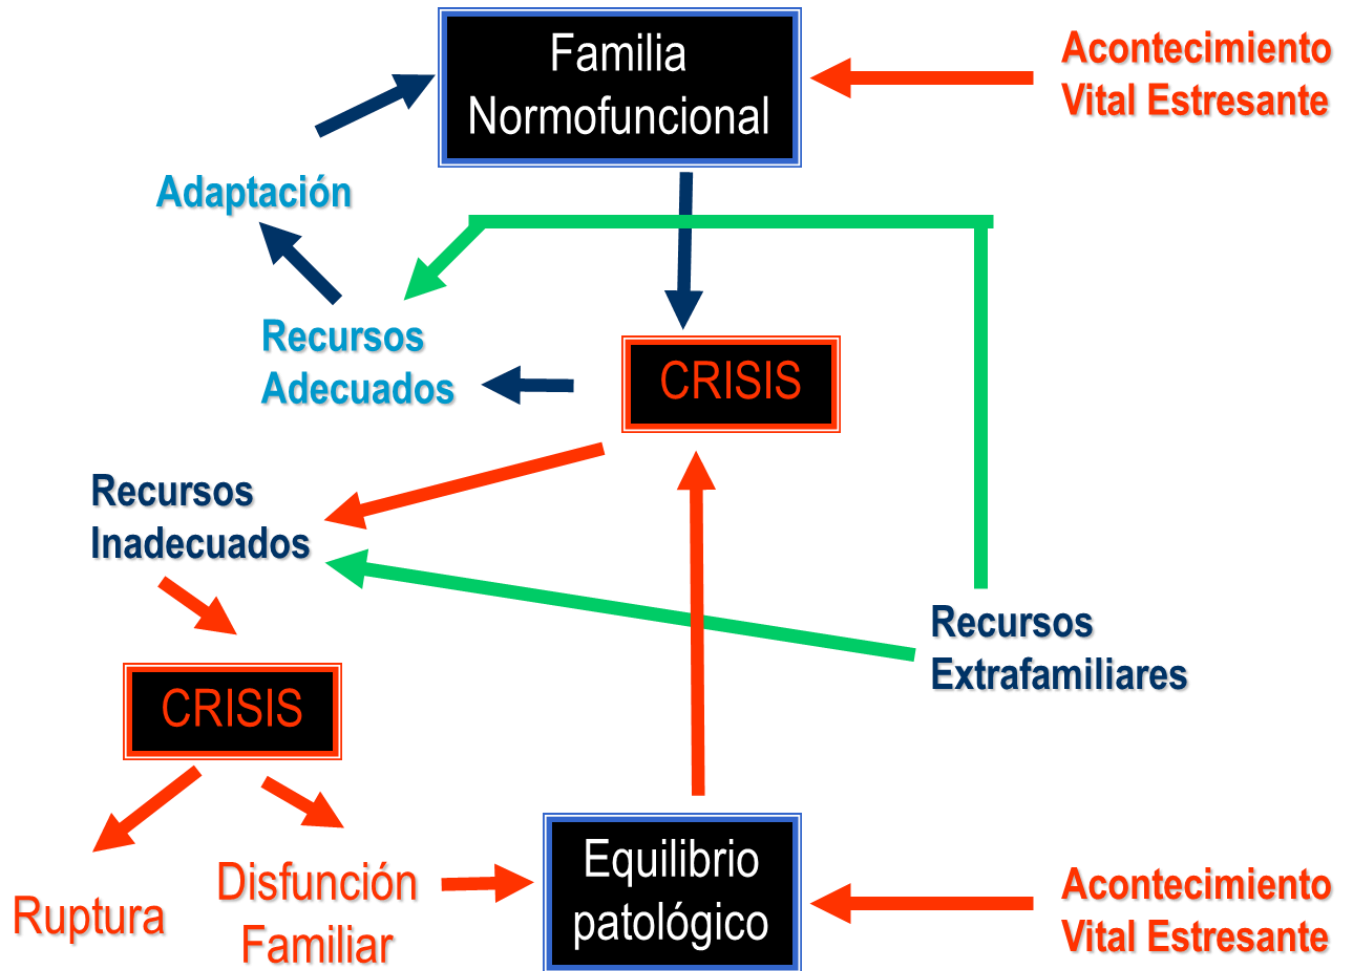 Familia
Normofuncional
Acontecimiento
Vital Estresante
Adaptación
Recursos
Adecuados
CRISIS
Recursos
Inadecuados
Recursos
Extrafamiliares
CRISIS
Ruptura
Disfunción
Familiar
Equilibrio
patológico
Acontecimiento
Vital Estresante